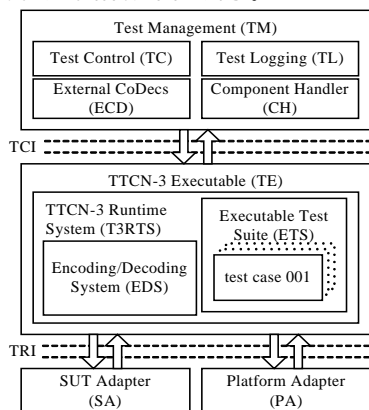 Test Management (TM)
Test Control (TC)
Test Logging (TL)
External CoDecs
(ECD)
Component Handler
(CH)
TCI
TTCN-3 Executable (TE)
TTCN-3 Runtime
System (T3RTS)
Encoding/Decoding
System (EDS)
Executable Test
Suite (ETS)
test case 001
TRI
SUT Adapter
(SA)
Platform Adapter
(PA)